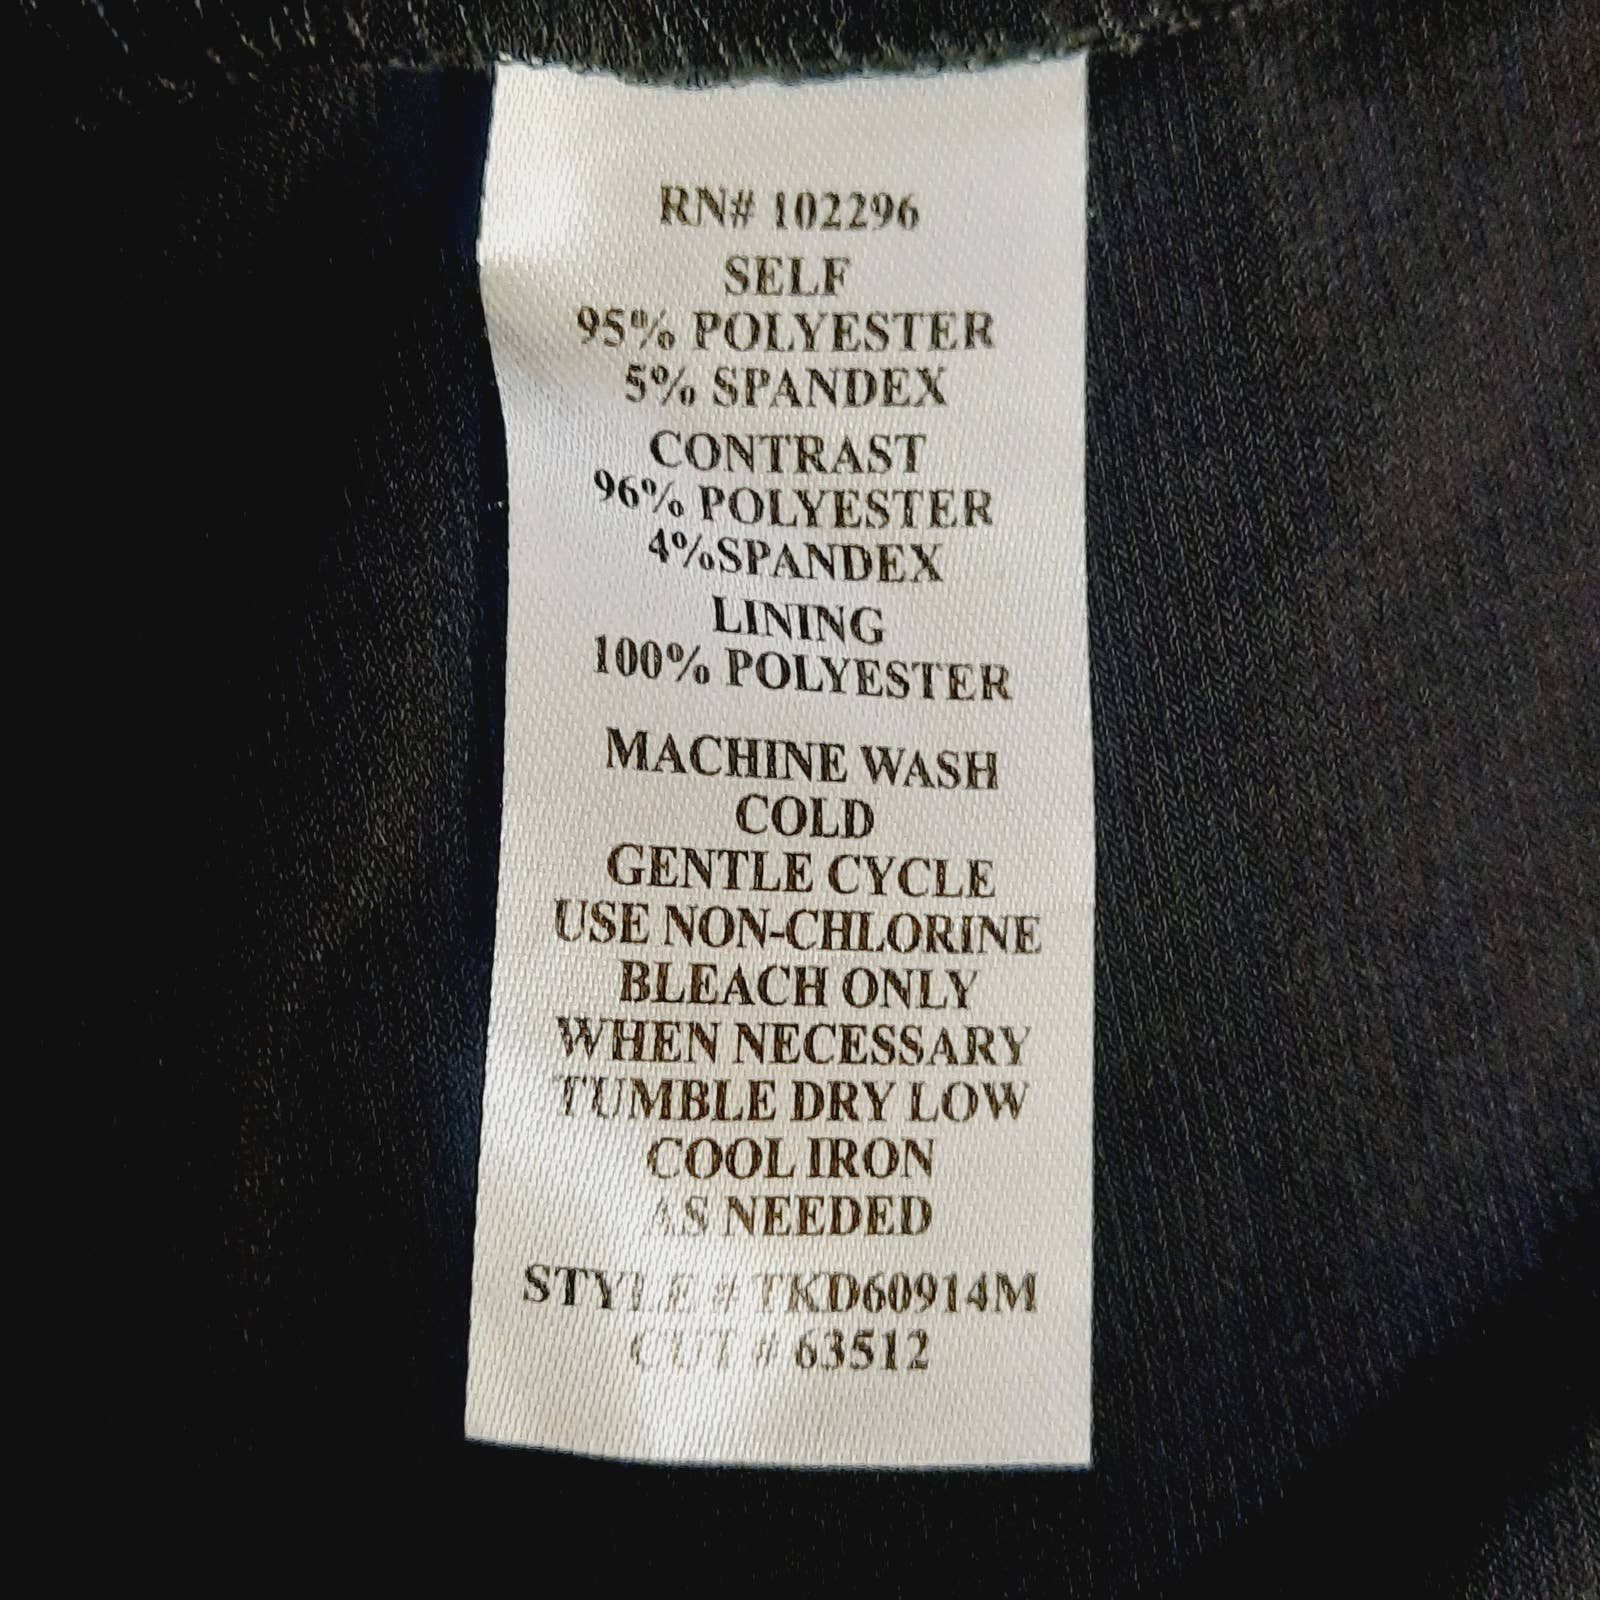 RN# 102296
SELF
95% POLYESTER
5% SPANDEX
CONTRAST
96% POLYESTER
4%SPANDEX
LINING
100% POLYESTER
MACHINE WASH
COLD
GENTLE CYCLE
USE NON-CHLORINE
BLEACH ONLY
WHEN NECESSARY
TUMBLE DRY LOW
COOL IRON
AS NEEDED
STYLE # TKD60914M
CUT # 63512